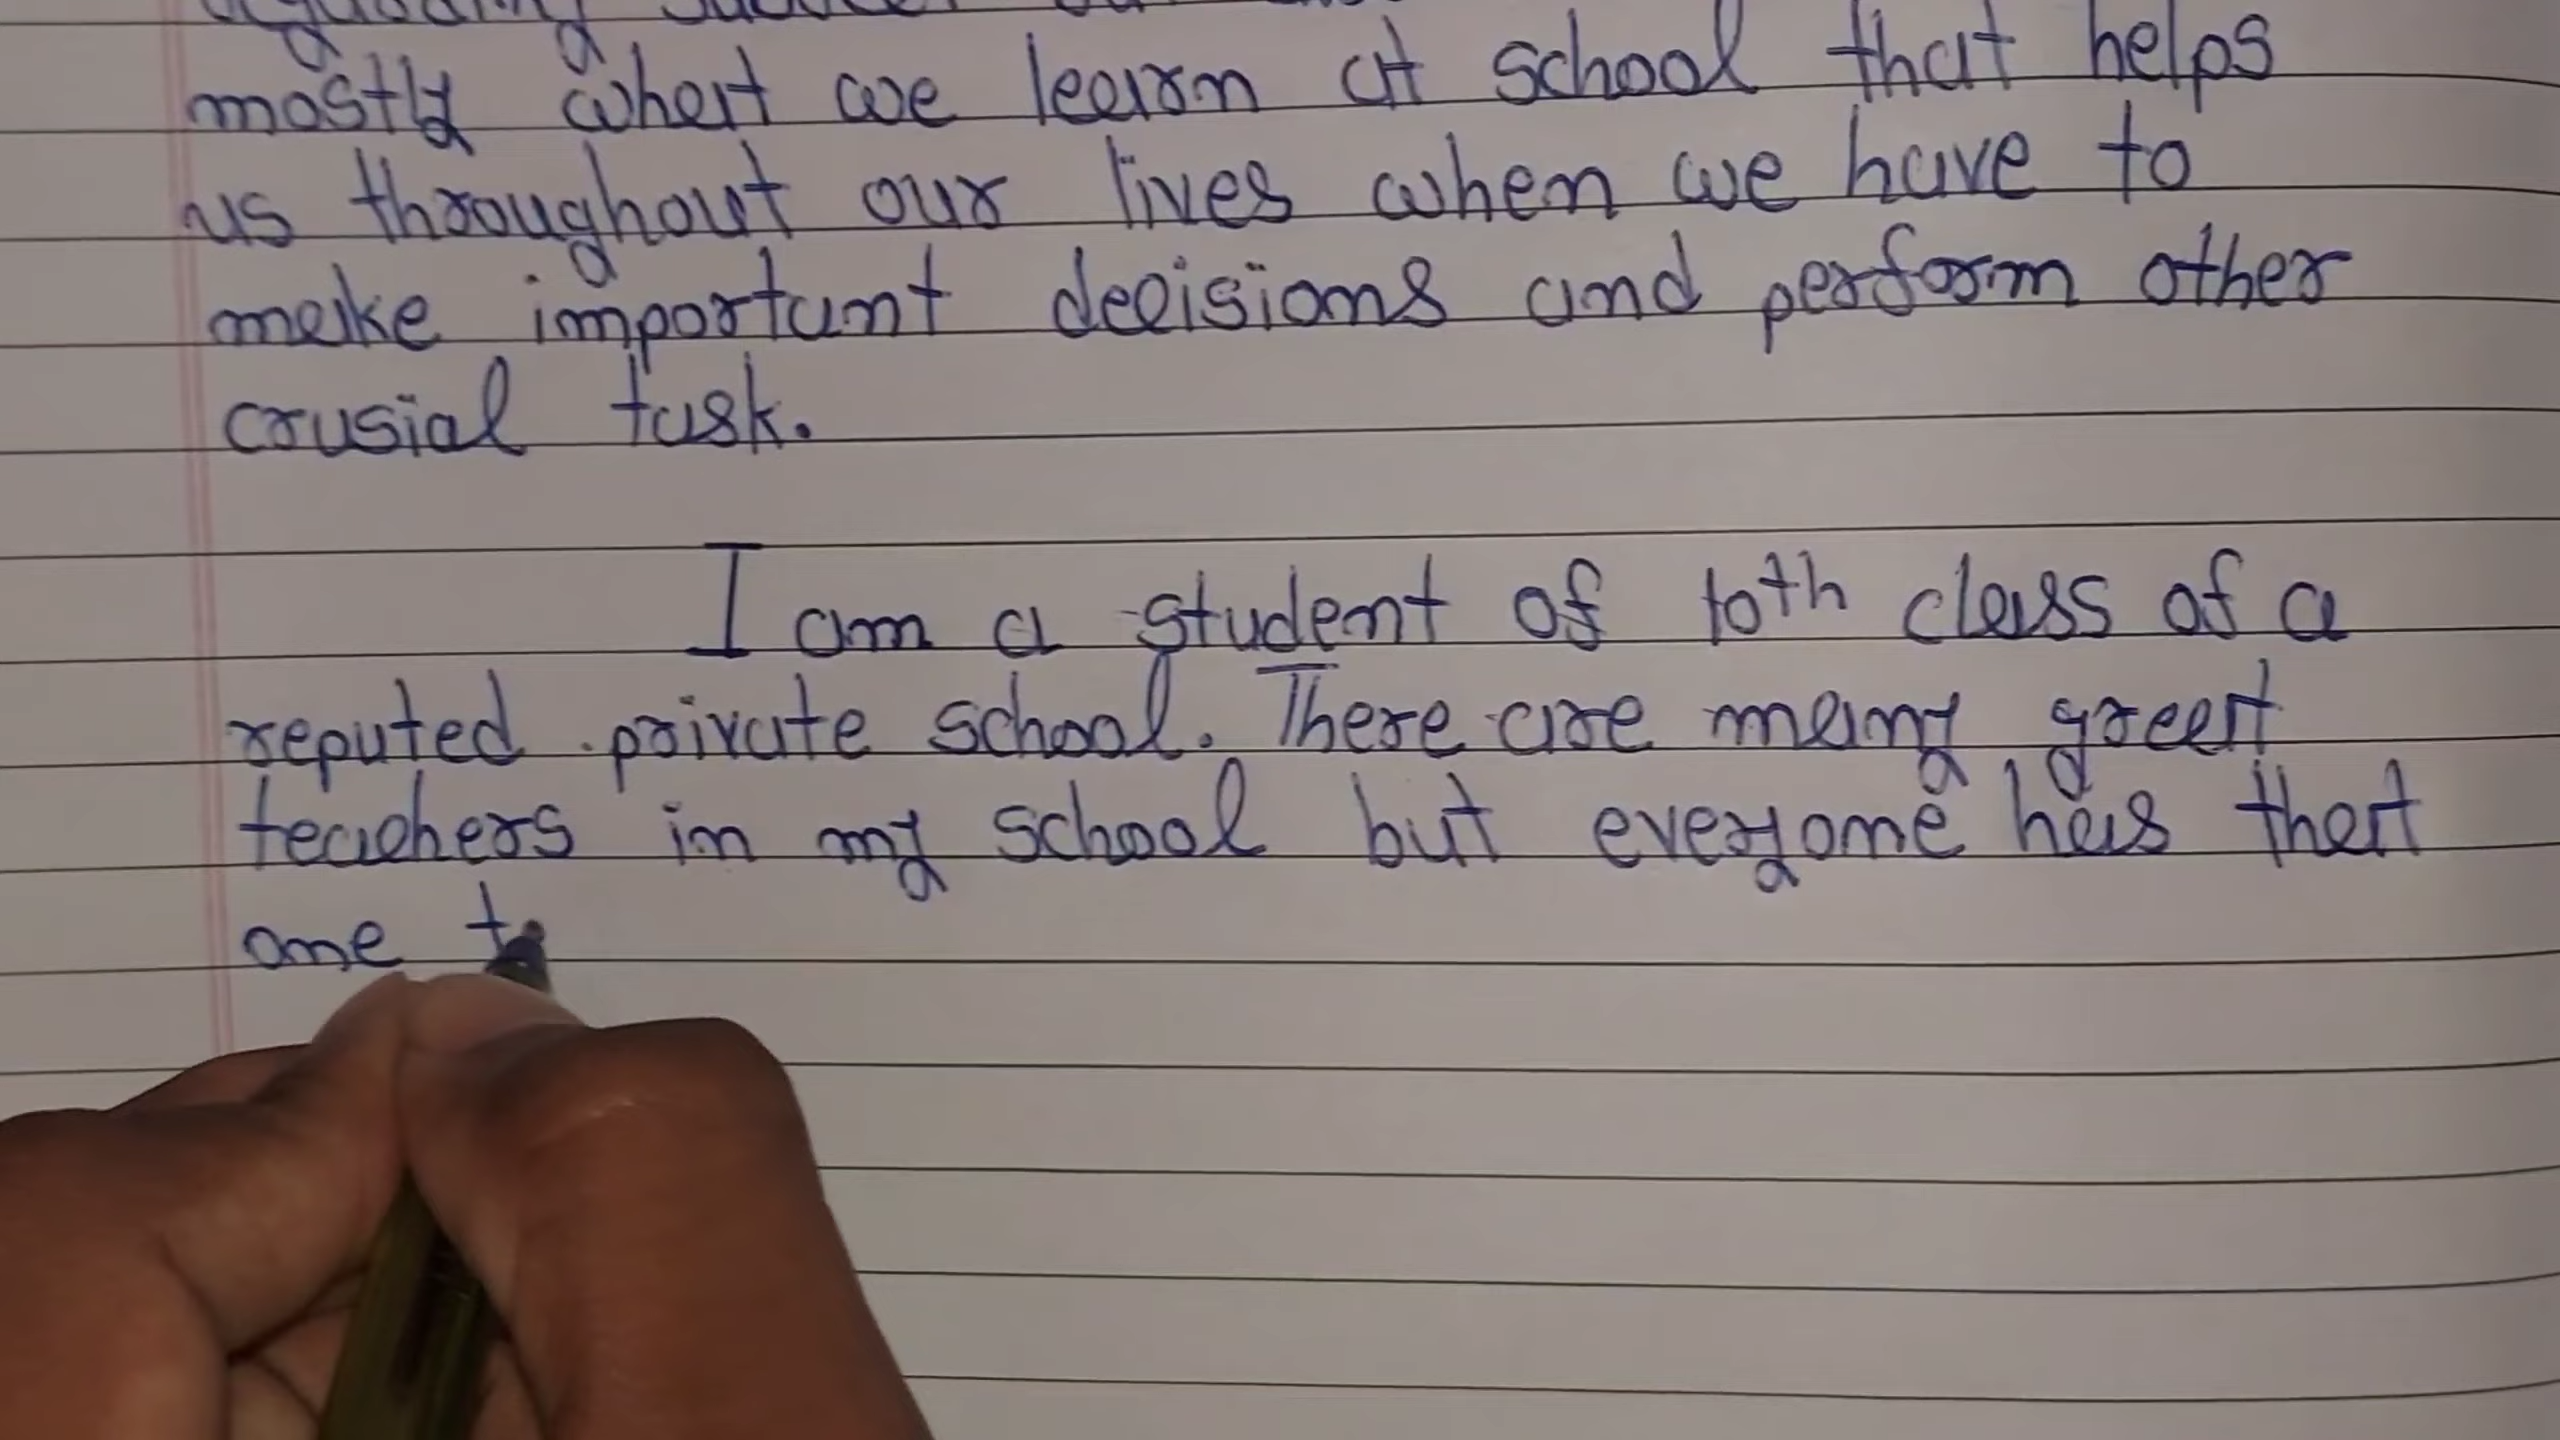 mostly what we learn at school that helps
us throughout our lives when we have to
make important decisions and perform other
crusial task.
I am a student of 10th class of a
reputed private school. There are many great
teachers in my school but everyone has that
one t